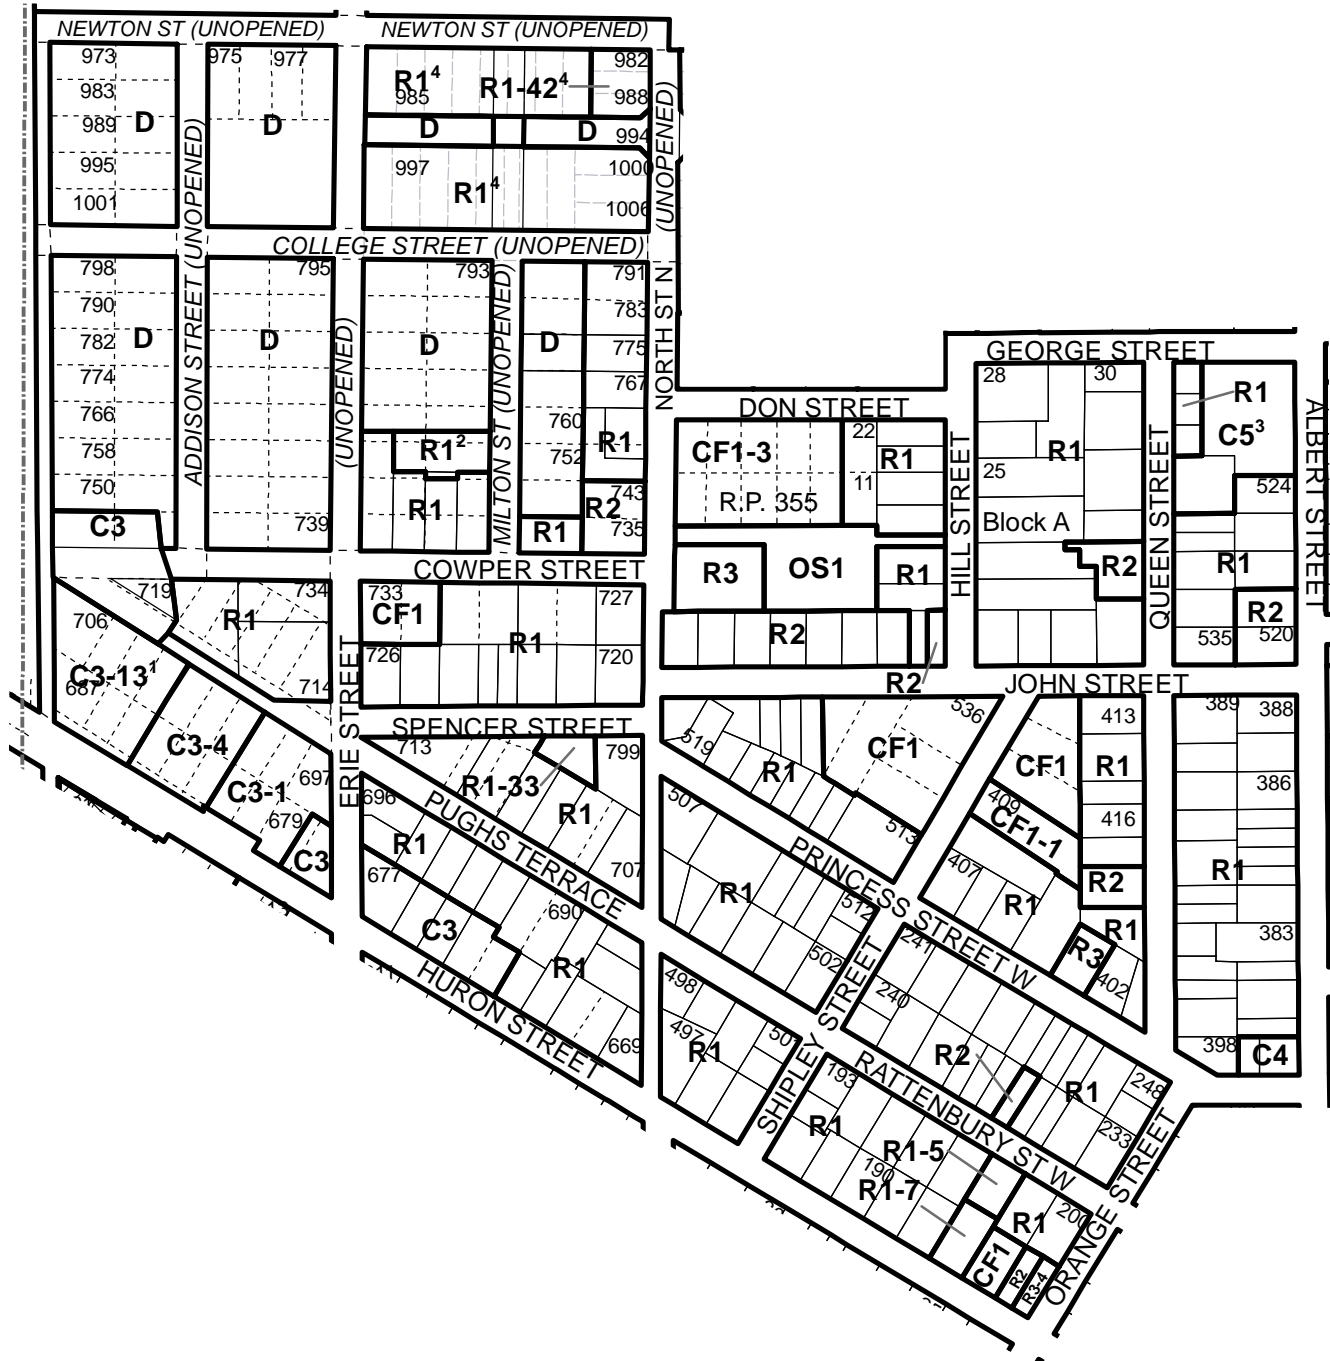 NEWTON ST (UNOPENED)
NEWTON ST (UNOPENED)
973
975
977
982
983
R1⁴
985
R1-42⁴
988
989
D
D
D
D
994
995
997
1000
1001
R1⁴
1006
ADDISON STREET (UNOPENED)
(UNOPENED)
COLLEGE STREET (UNOPENED)
798
795
793
791
790
783
782
D
D
D
D
775
774
767
766
760
758
752
R1²
R1
750
743
R2
C3
739
R1
R1
735
(UNOPENED)
MILTON ST (UNOPENED)
NORTH ST N
GEORGE STREET
DON STREET
28
30
R1
C5³
CF1-3
22
R1
R1
11
25
524
R.P. 355
Block A
HILL STREET
QUEEN STREET
ALBERT STREET
COWPER STREET
R3
OS1
R1
R2
R1
719
734
733
727
706
R1
CF1
R1
R2
R2
535
520
726
720
C3-13¹
687
714
R2
JOHN STREET
ERIE STREET
SPENCER STREET
536
413
389
388
713
799
519
C3-4
697
CF1
CF1
R1
R1
386
C3-1
R1-33
696
R1
507
409
416
679
CF1-1
513
C3
R1
PUGHS TERRACE
PRINCESS STREET W
677
707
407
R2
R1
R1
R1
512
690
C3
R1
R1
R3
241
383
502
R1
402
HURON STREET
498
240
497
501
669
R1
R2
398
C4
SHIPLEY STREET
RATTENBURY ST W
193
R1
248
R1
R1-5
233
190
R1-7
200
R1
CF1
R2
R3-4
ORANGE STREET